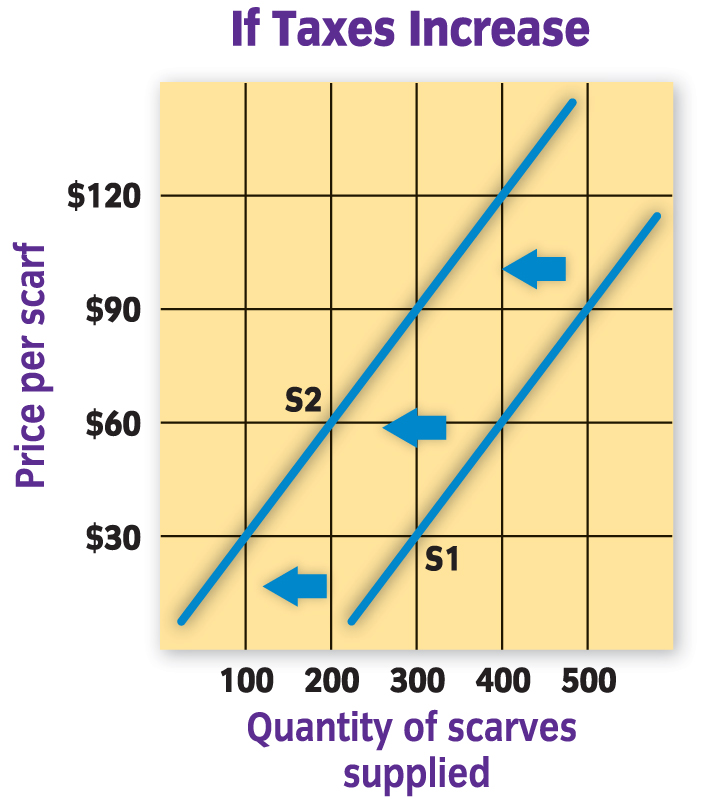 If Taxes Increase
Price per scarf
$120
$90
$60
$30
S2
S1
100 200 300 400 500
Quantity of scarves
supplied